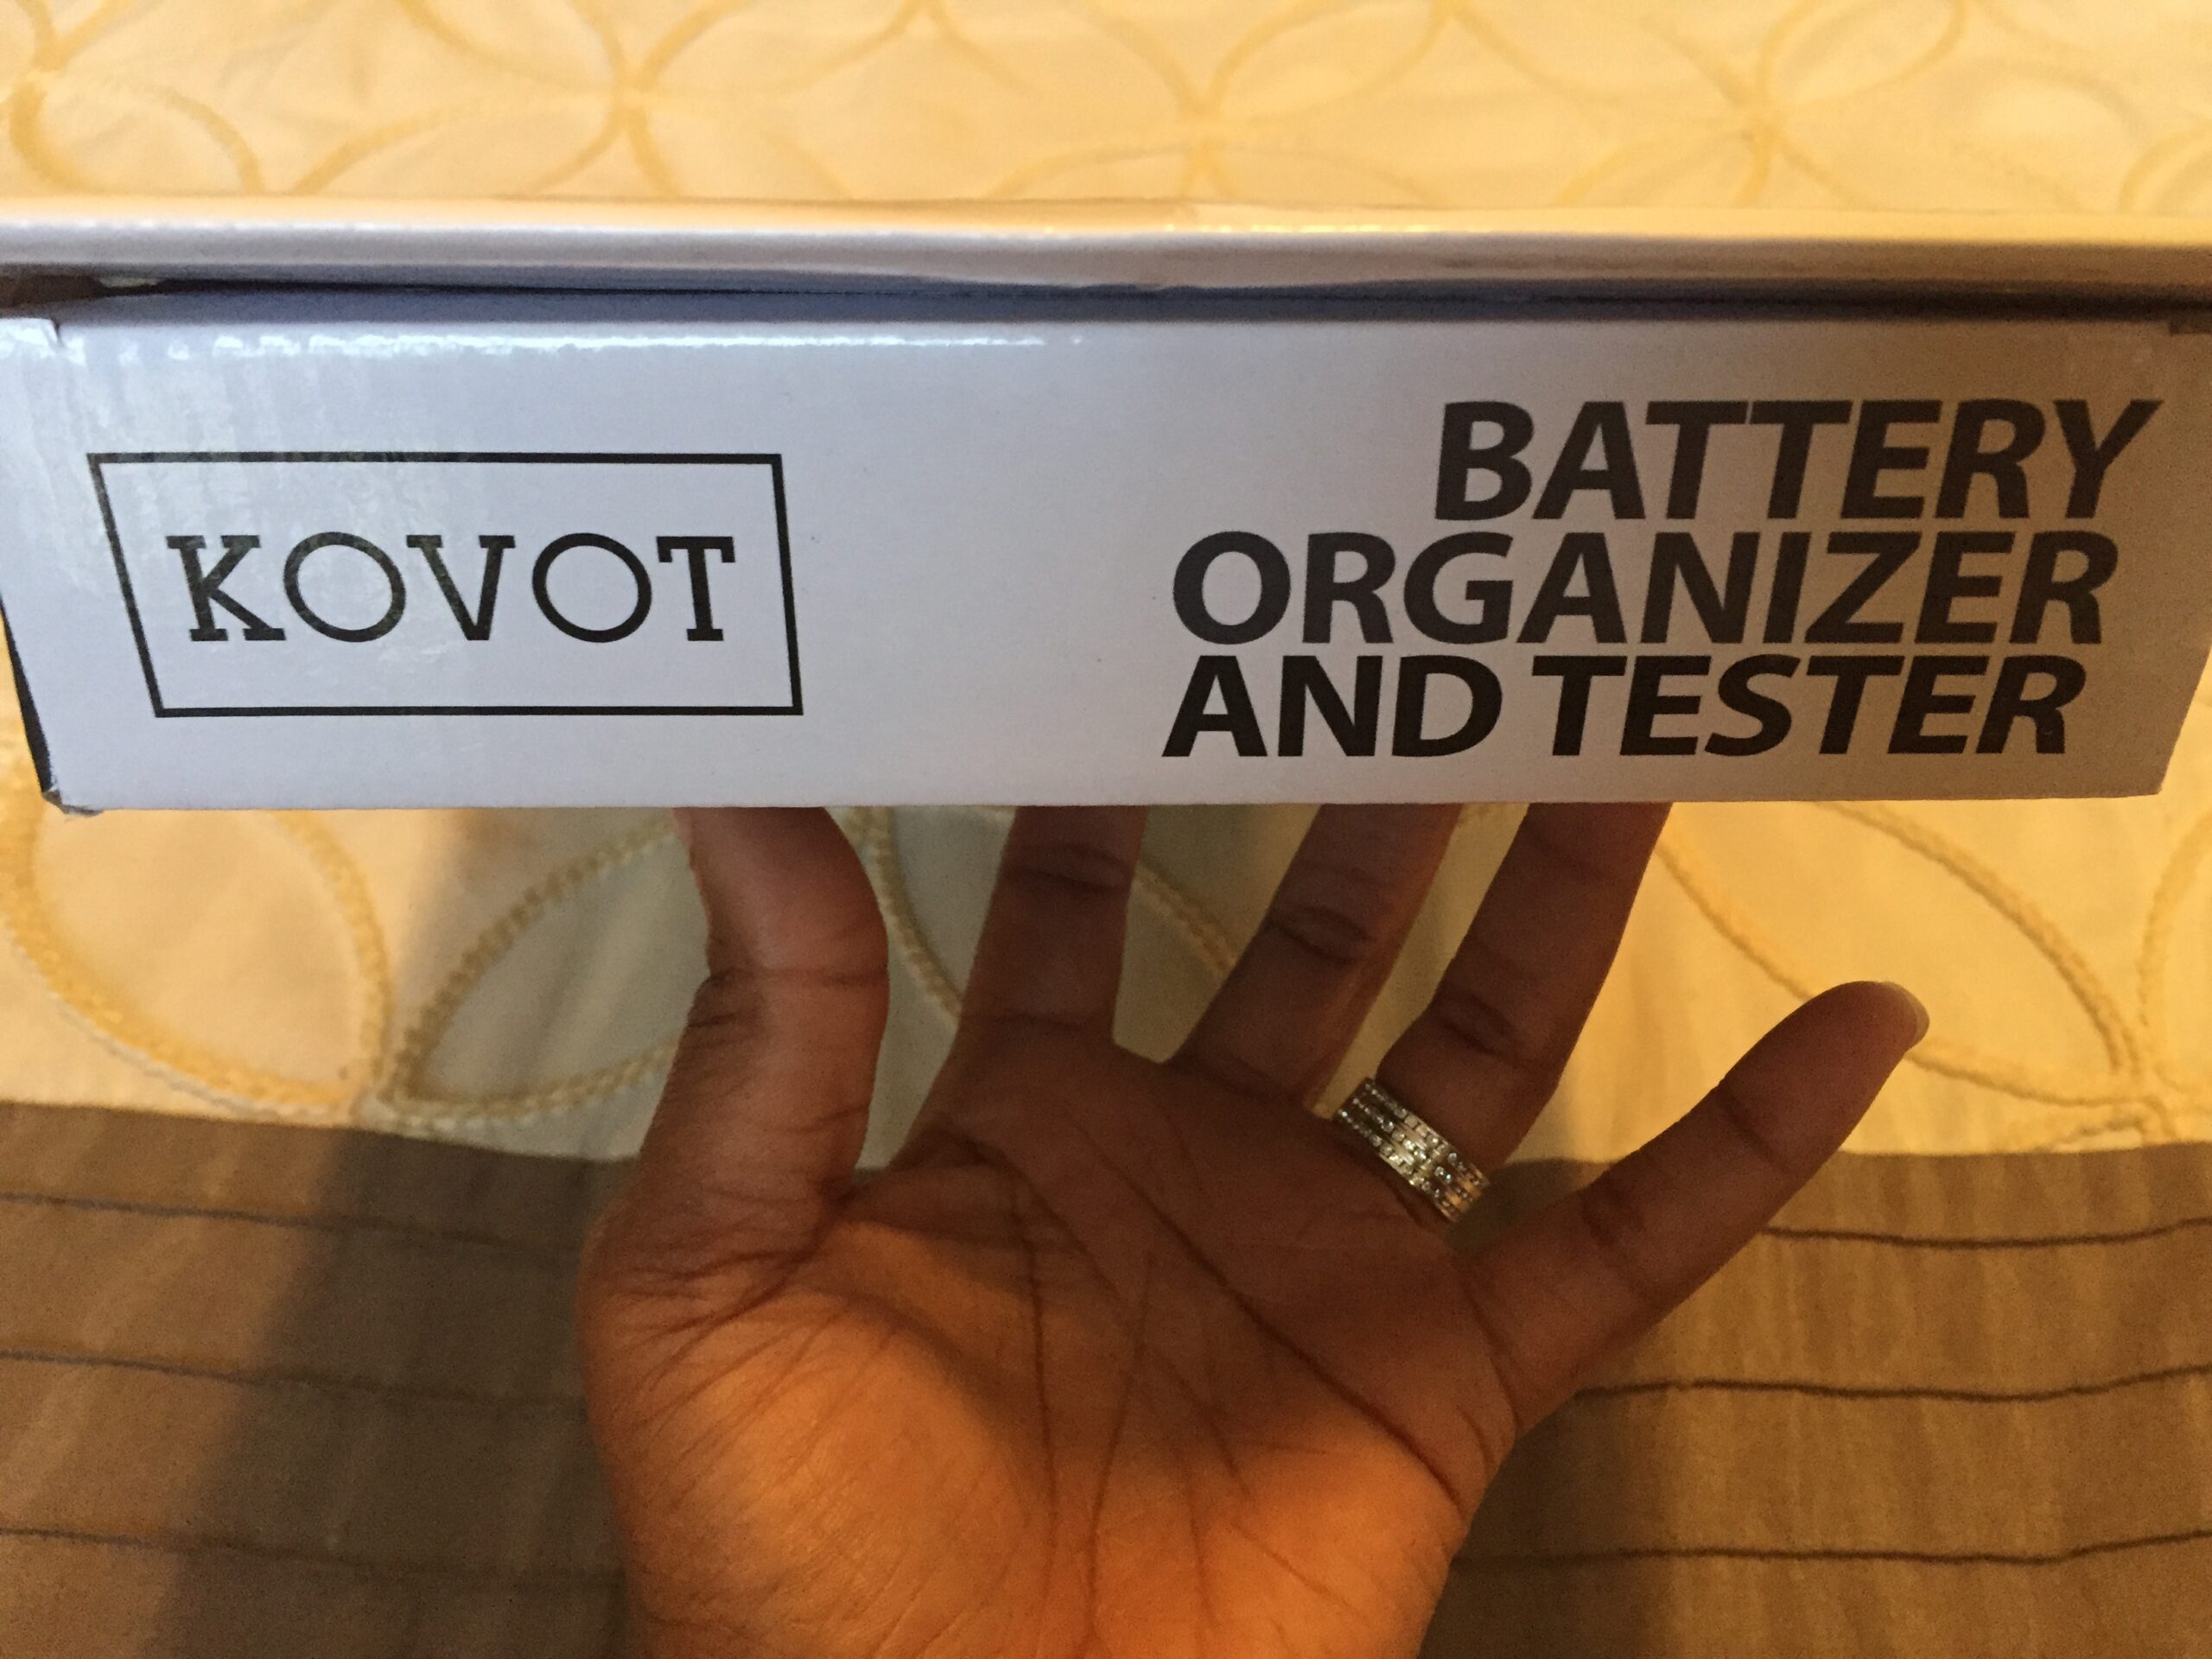 KOVOT
BATTERY
ORGANIZER
AND TESTER